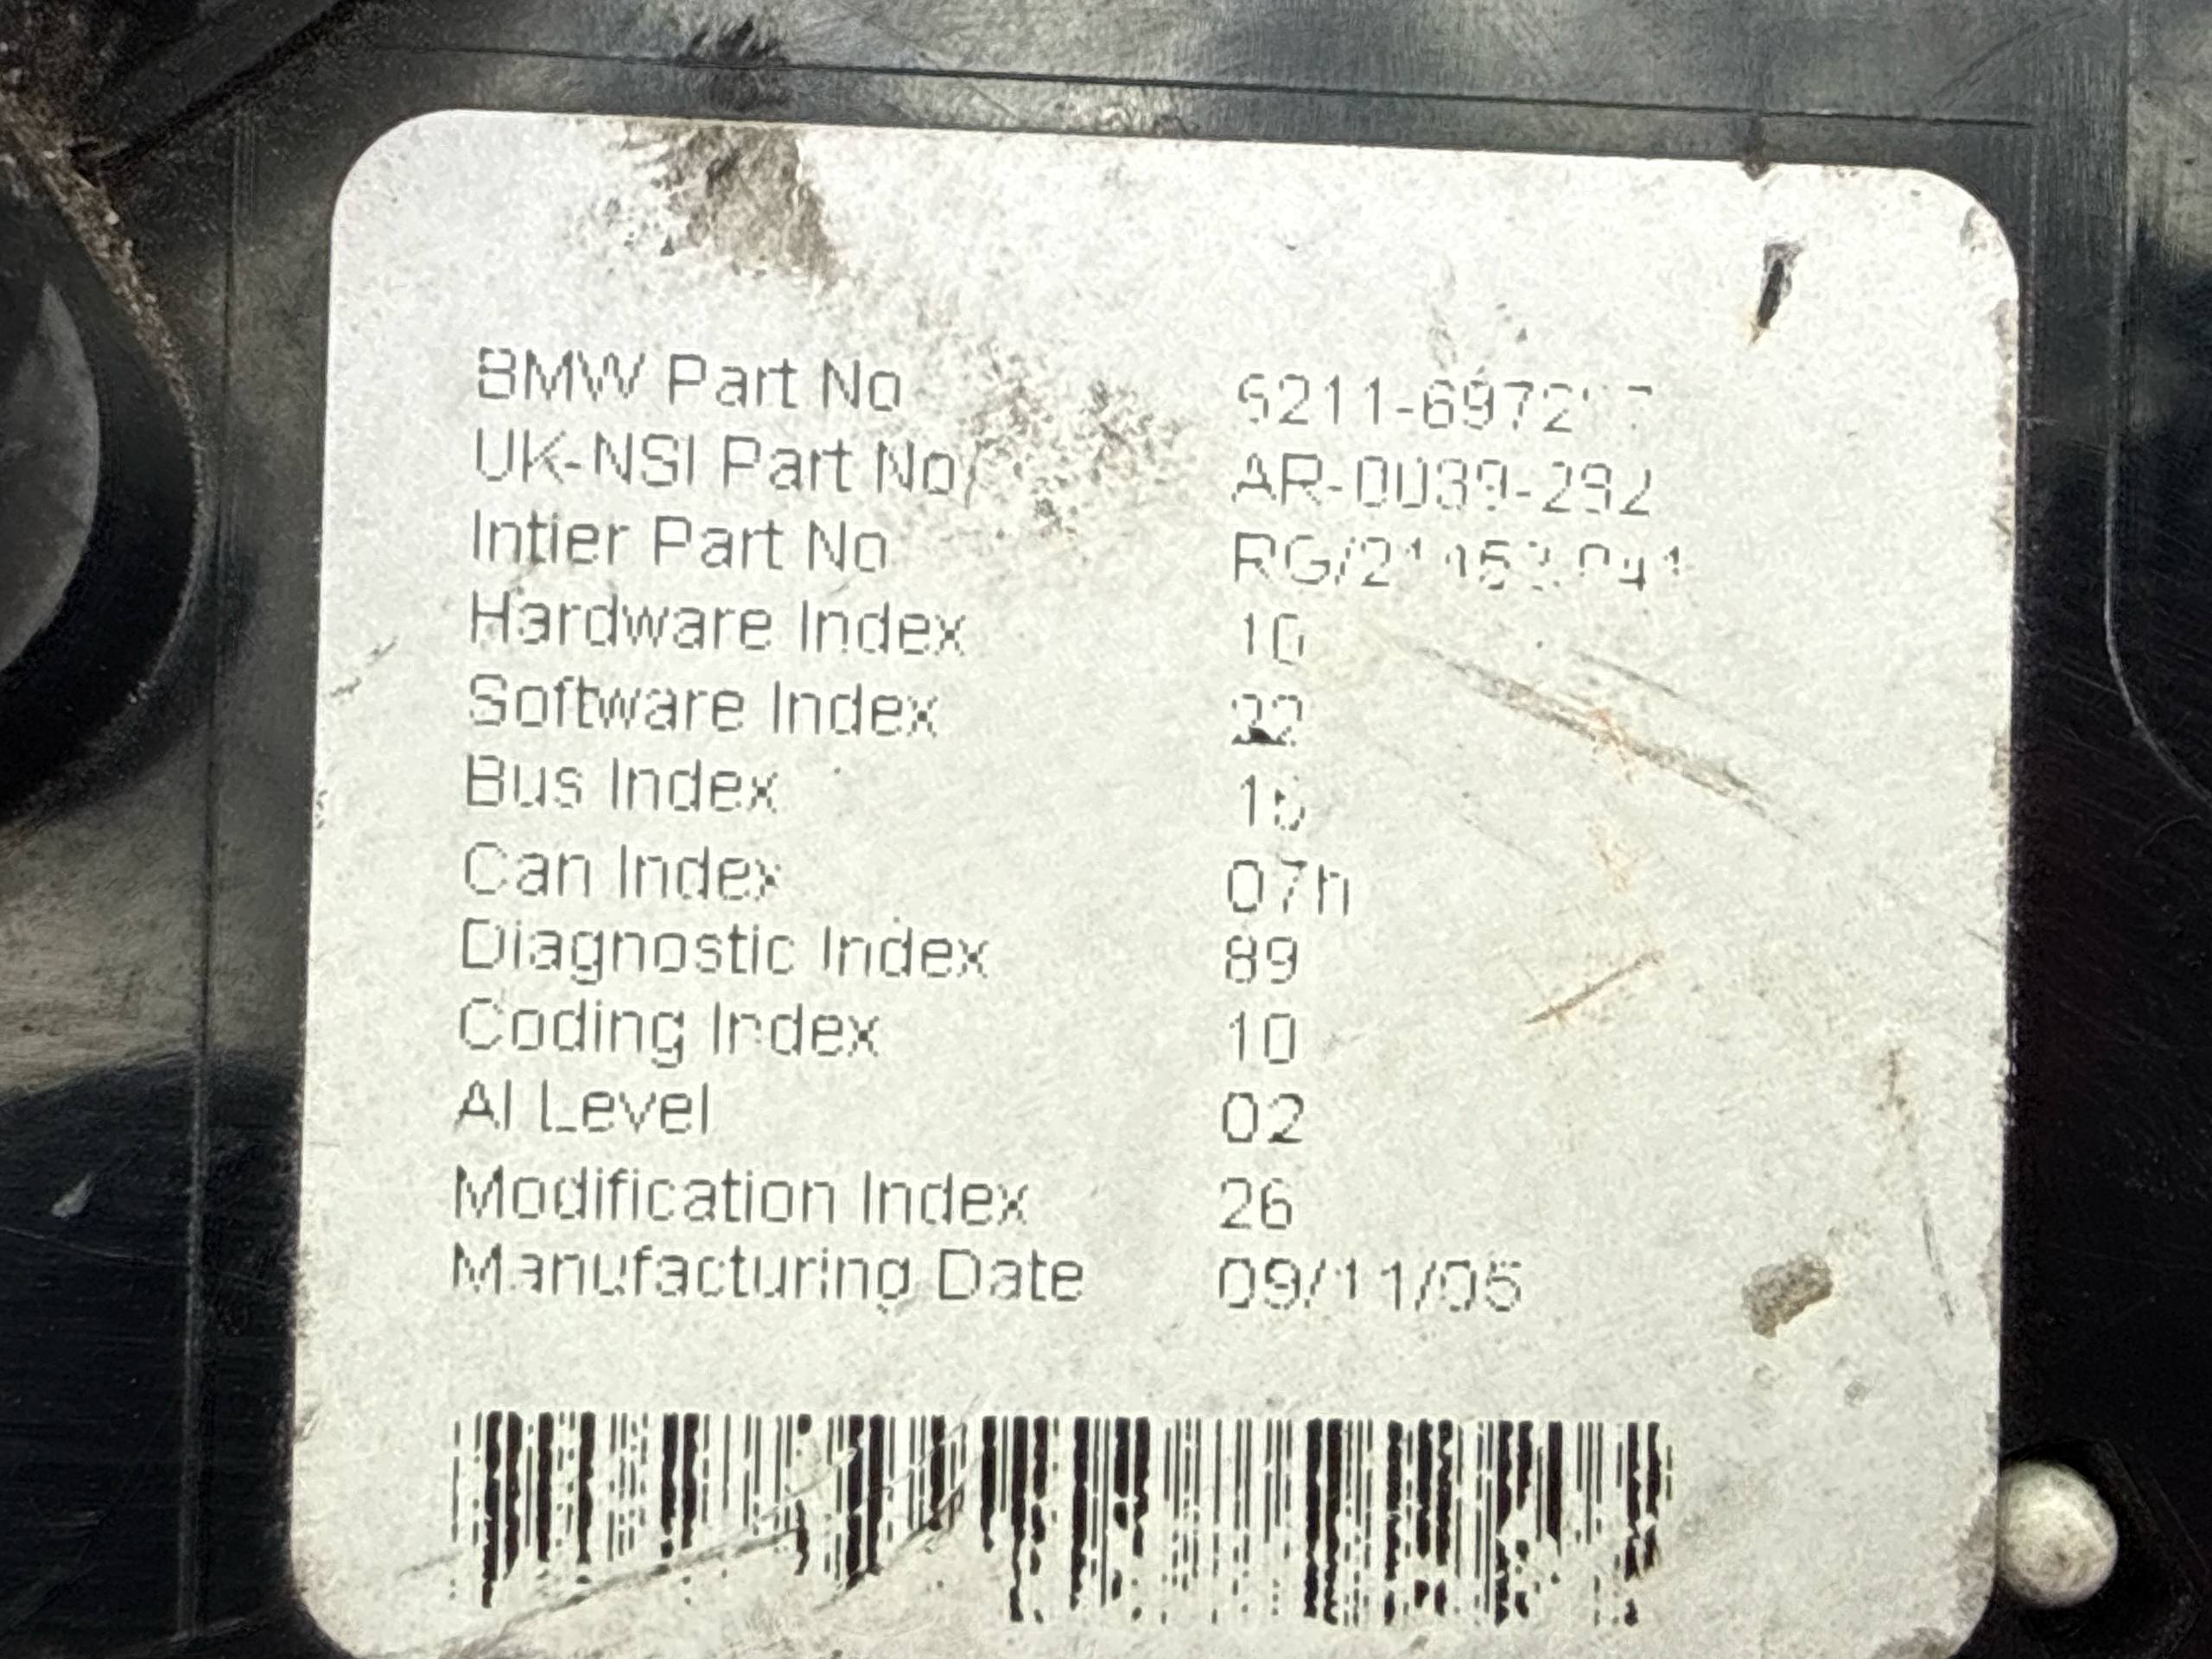 BMW Part No
UK-NSI Part No AR-0039-292
Intier Part No
Hardware Index 10
Software Index 22
Bus Index 15
Can Index 07h
Diagnostic Index 89
Coding Index 10
AI Level 02
Modification Index 26
Manufacturing Date 09/11/05